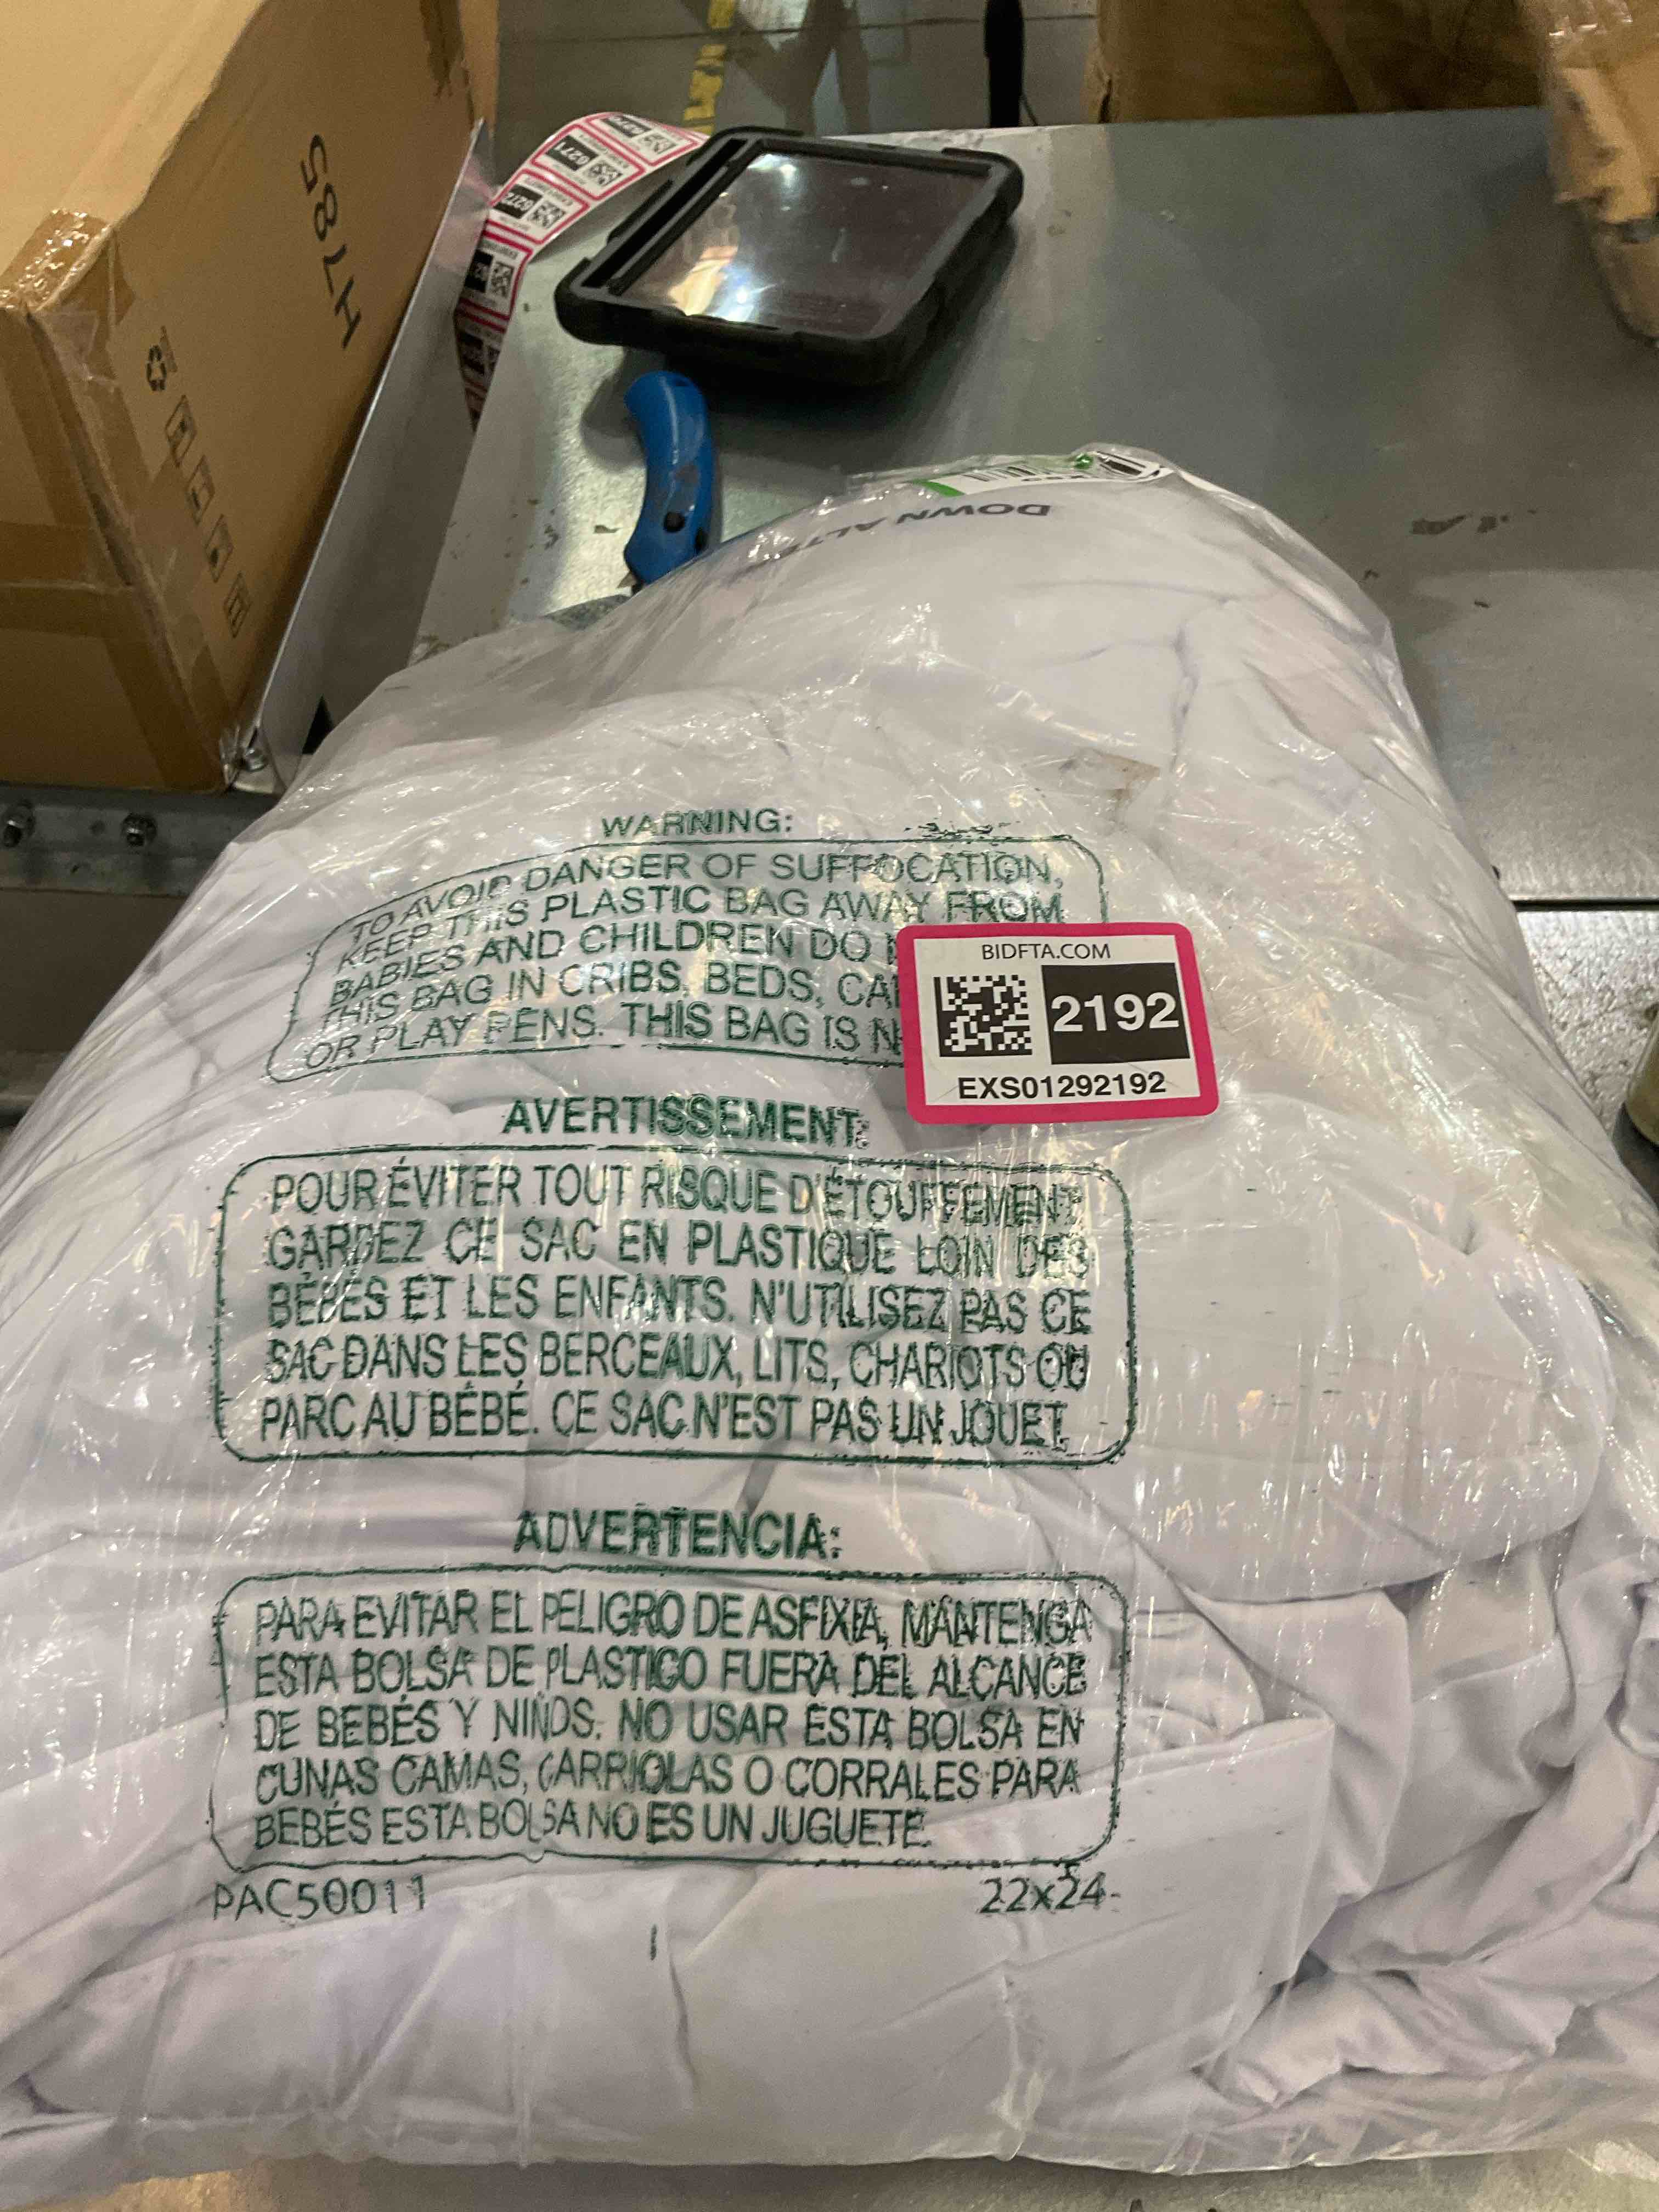 H785
6271
6272
DOWN ALTE
WARNING:
TO AVOID DANGER OF SUFFOCATION,
KEEP THIS PLASTIC BAG AWAY FROM
BABIES AND CHILDREN DO
THIS BAG IN CRIBS, BEDS, CA
OR PLAY PENS. THIS BAG IS N
BIDFTA.COM
2192
EXS01292192
AVERTISSEMENT:
POUR ÉVITER TOUT RISQUE D'ÉTOUFFEMENT
GARDEZ CE SAC EN PLASTIQUE LOIN DES
BÉBÉS ET LES ENFANTS. N'UTILISEZ PAS CE
SAC DANS LES BERCEAUX, LITS, CHARIOTS OU
PARC AU BÉBÉ. CE SAC N'EST PAS UN JOUET.
ADVERTENCIA:
PARA EVITAR EL PELIGRO DE ASFIXIA, MANTENGA
ESTA BOLSA DE PLASTICO FUERA DEL ALCANCE
DE BEBÉS Y NIÑOS. NO USAR ESTA BOLSA EN
CUNAS CAMAS, CARRIOLAS O CORRALES PARA
BEBÉS ESTA BOLSA NO ES UN JUGUETE.
PAC50011
22x24